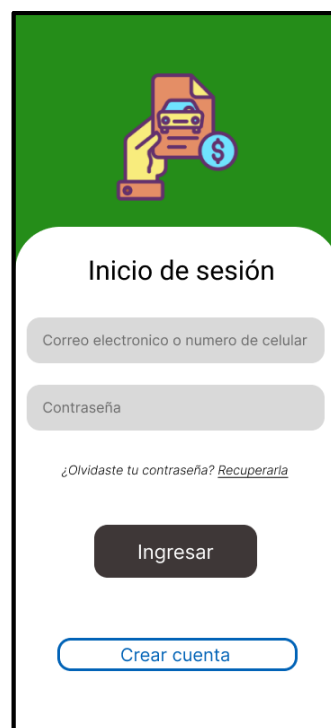 $
Inicio de sesión
Correo electronico o numero de celular
Contraseña
¿Olvidaste tu contraseña? Recuperarla
Ingresar
Crear cuenta